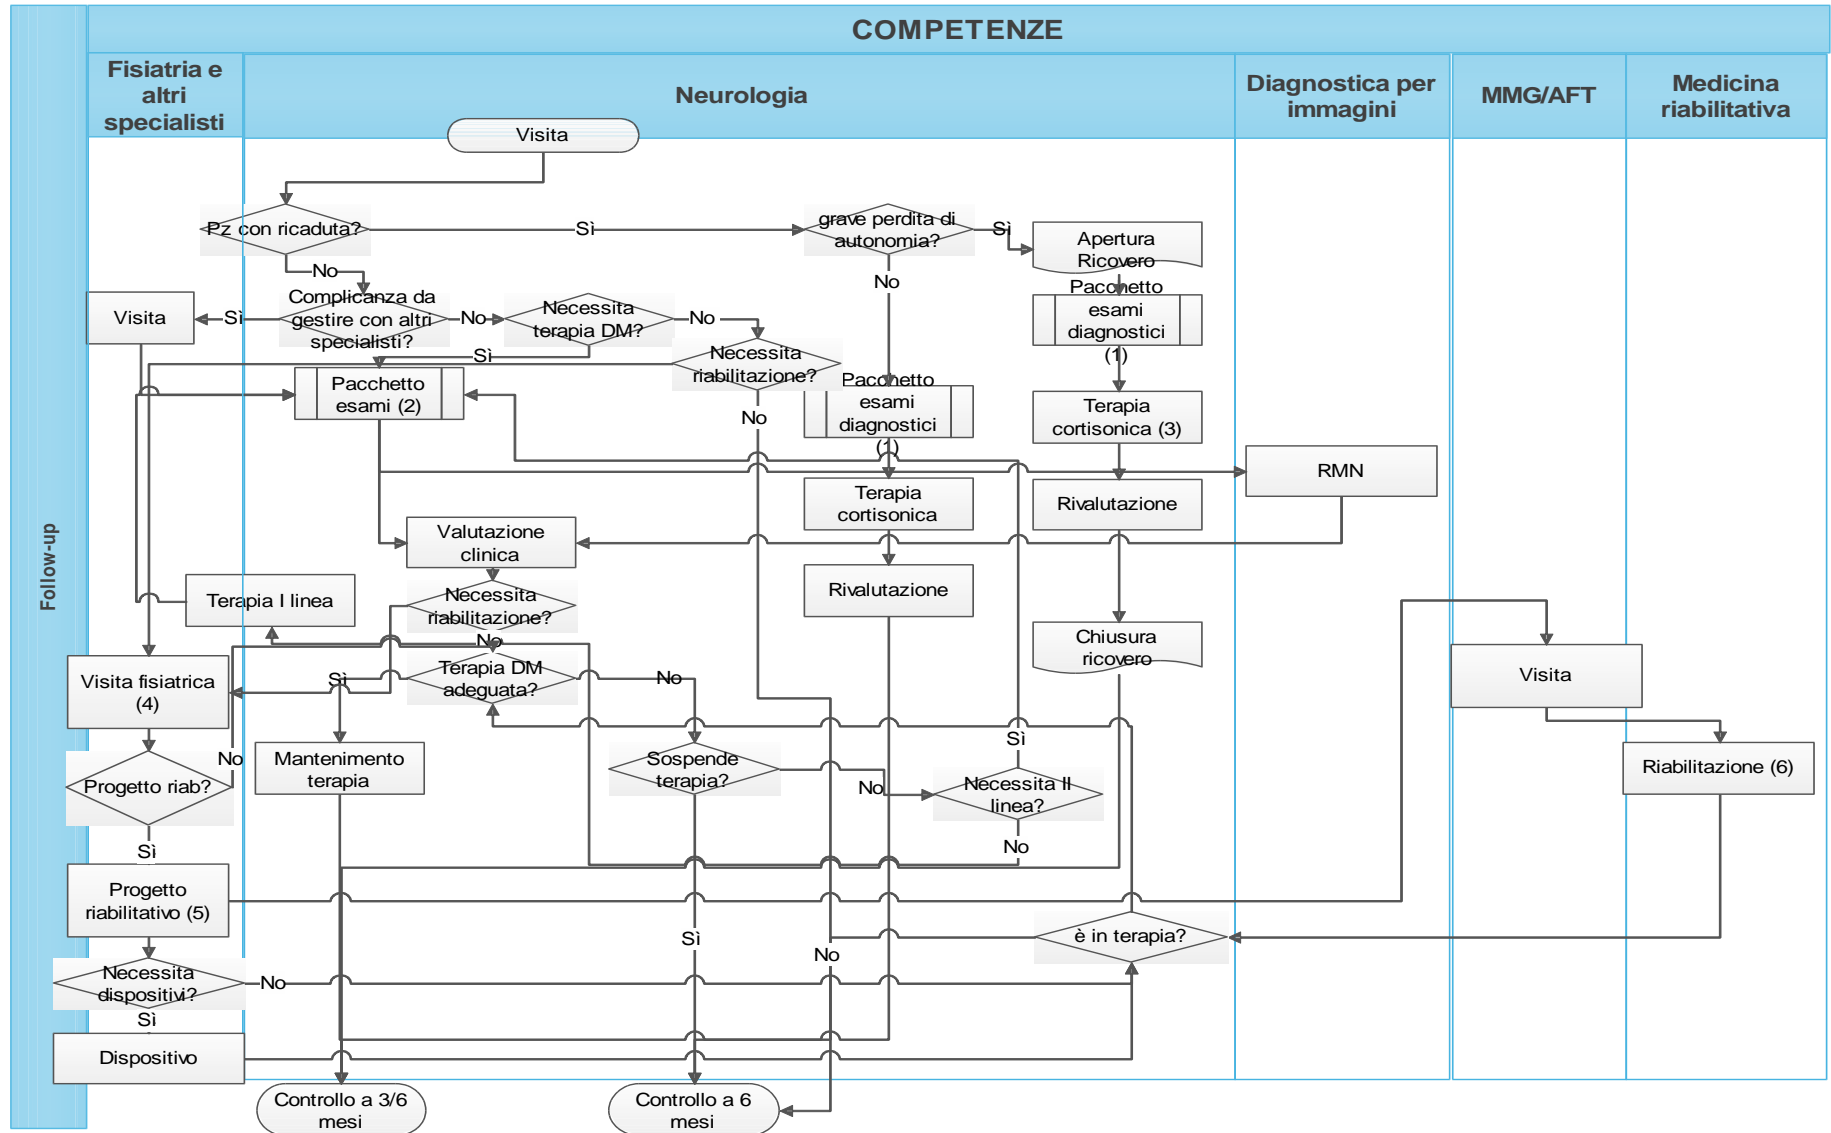 COMPETENZE
Fisiatria e
altri
specialisti
Neurologia
Diagnostica per
immagini
MMG/AFT
Medicina
riabilitativa
Follow-up
Visita
Pz con ricaduta?
Sì
grave perdita di
autonomia?
Sì
Apertura
Ricovero
No
No
Visita
Sì
Complicanza da
gestire con altri
specialisti?
No
Necessita
terapia DM?
No
Pacchetto
esami
diagnostici
(1)
Sì
Necessita
riabilitazione?
Pacchetto
esami (2)
No
Pacchetto
esami
diagnostici
(1)
Terapia
cortisonica (3)
RMN
Terapia
cortisonica
Rivalutazione
Valutazione
clinica
Rivalutazione
Terapia I linea
Necessita
riabilitazione?
No
Chiusura
ricovero
Visita fisiatrica
(4)
Sì
Terapia DM
adeguata?
No
Visita
Progetto riab?
No
Mantenimento
terapia
Sospende
terapia?
No
Sì
Necessita II
linea?
No
Riabilitazione (6)
Sì
Progetto
riabilitativo (5)
Sì
è in terapia?
No
Necessita
dispositivi?
No
Sì
Dispositivo
Controllo a 3/6
mesi
Controllo a 6
mesi